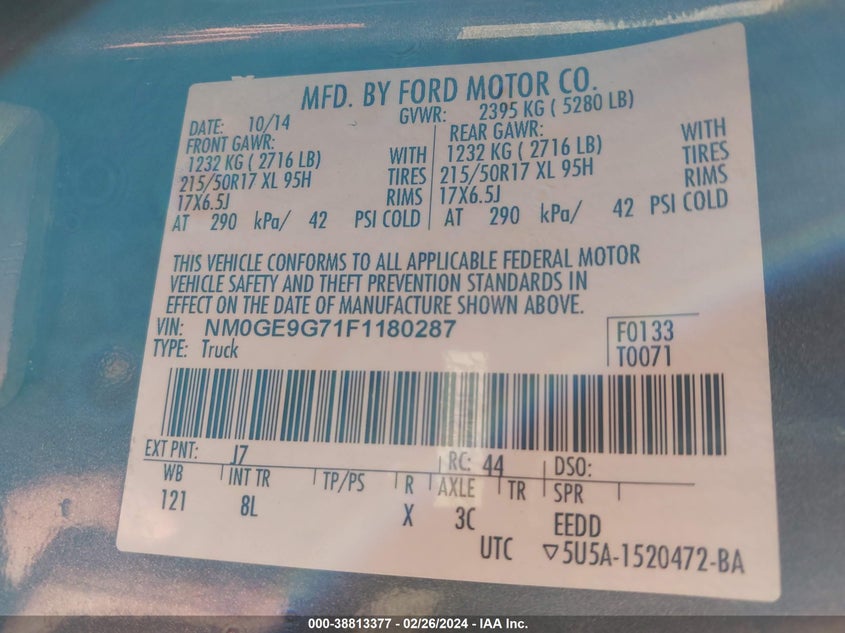 MFD. BY FORD MOTOR CO.
DATE: 10/14 GVWR: 2395 KG ( 5280 LB)
FRONT GAWR: REAR GAWR:
1232 KG ( 2716 LB) WITH 1232 KG ( 2716 LB) WITH
215/50R17 XL 95H TIRES 215/50R17 XL 95H TIRES
17X6.5J RIMS 17X6.5J RIMS
AT 290 kPa/ 42 PSI COLD AT 290 kPa/ 42 PSI COLD
THIS VEHICLE CONFORMS TO ALL APPLICABLE FEDERAL MOTOR
VEHICLE SAFETY AND THEFT PREVENTION STANDARDS IN
EFFECT ON THE DATE OF MANUFACTURE SHOWN ABOVE.
VIN: NM0GE9G71F1180287 F0133
TYPE: Truck T0071
EXT PNT: J7 RC: 44 DSO:
WB INT TR TP/PS R AXLE TR SPR
121 8L X 3C EEDD
UTC ▽5U5A-1520472-BA
000-38813377 - 02/26/2024 - IAA Inc.